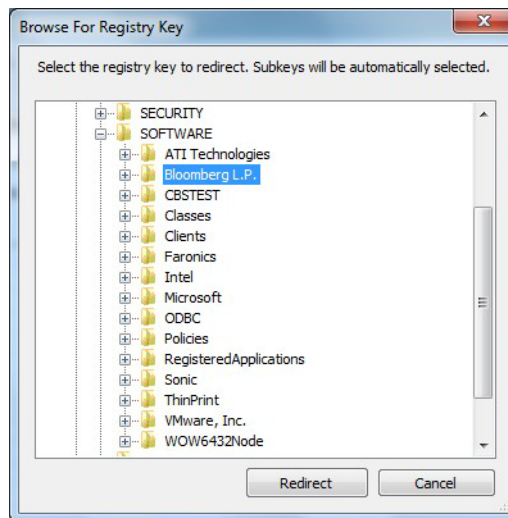 Browse For Registry Key
Select the registry key to redirect. Subkeys will be automatically selected.
SECURITY
SOFTWARE
ATI Technologies
Bloomberg L.P.
CBSTEST
Classes
Clients
Faronics
Intel
Microsoft
ODBC
Policies
RegisteredApplications
Sonic
ThinPrint
VMware, Inc.
WOW6432Node
Redirect Cancel